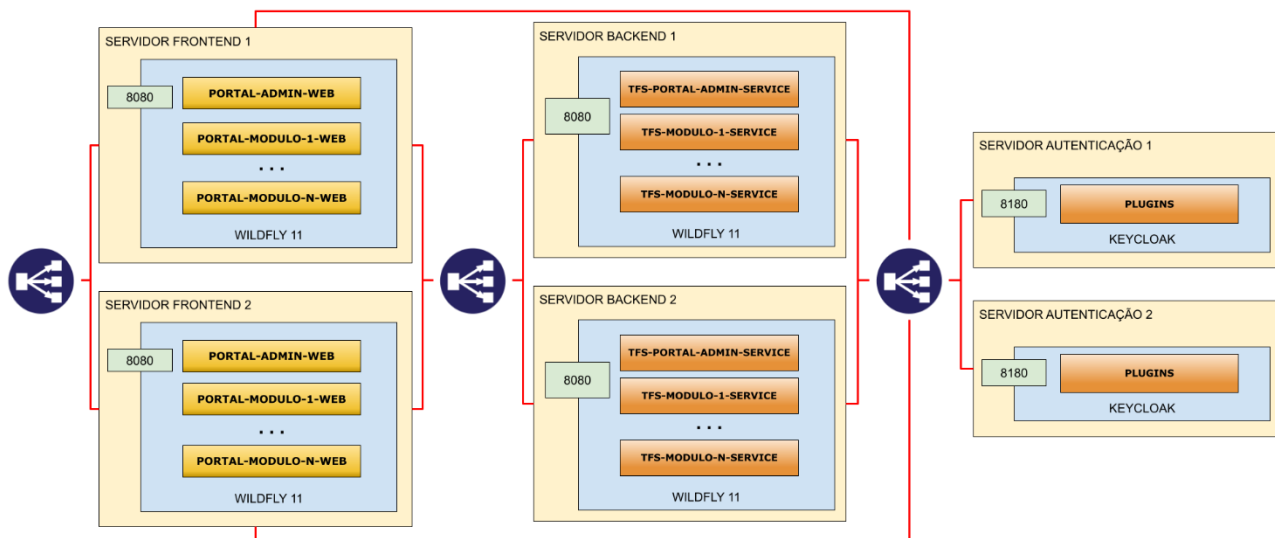 SERVIDOR FRONTEND 1
8080
PORTAL-ADMIN-WEB
PORTAL-MODULO-1-WEB
...
PORTAL-MODULO-N-WEB
WILDFLY 11
SERVIDOR FRONTEND 2
8080
PORTAL-ADMIN-WEB
PORTAL-MODULO-1-WEB
...
PORTAL-MODULO-N-WEB
WILDFLY 11
SERVIDOR BACKEND 1
8080
TFS-PORTAL-ADMIN-SERVICE
TFS-MODULO-1-SERVICE
...
TFS-MODULO-N-SERVICE
WILDFLY 11
SERVIDOR BACKEND 2
8080
TFS-PORTAL-ADMIN-SERVICE
TFS-MODULO-1-SERVICE
...
TFS-MODULO-N-SERVICE
WILDFLY 11
SERVIDOR AUTENTICAÇÃO 1
8180
PLUGINS
KEYCLOAK
SERVIDOR AUTENTICAÇÃO 2
8180
PLUGINS
KEYCLOAK